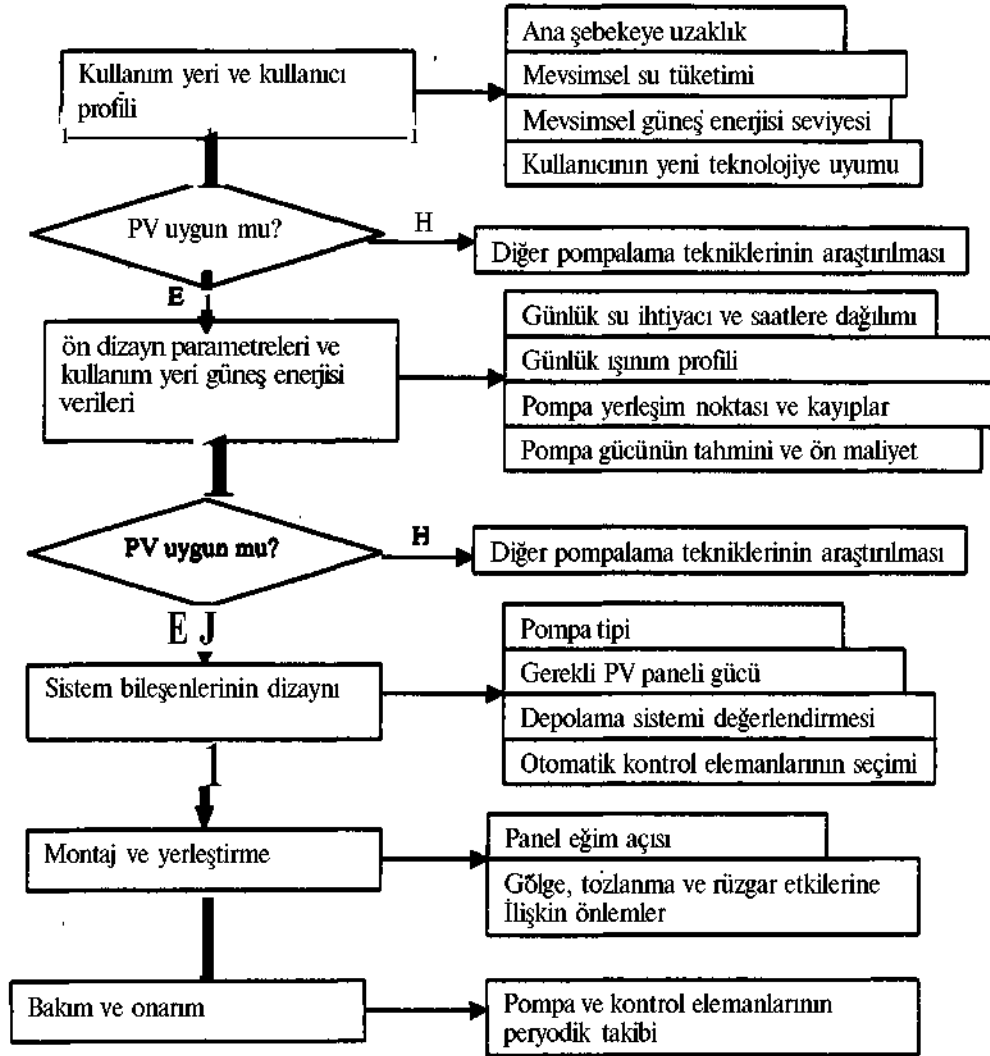 Ana şebekeye uzaklık
Kullanım yeri ve kullanıcı
profili
Mevsimsel su tüketimi
Mevsimsel güneş enerjisi seviyesi
Kullanıcının yeni teknolojiye uyumu
PV uygun mu?
H
Diğer pompalama tekniklerinin araştırılması
E
ön dizayn parametreleri ve
kullanım yeri güneş enerjisi
verileri
Günlük su ihtiyacı ve saatlere dağılımı
Günlük ışınım profili
Pompa yerleşim noktası ve kayıplar
Pompa gücünün tahmini ve ön maliyet
PV uygun mu?
H
Diğer pompalama tekniklerinin araştırılması
E J
Sistem bileşenlerinin dizaynı
Pompa tipi
Gerekli PV paneli gücü
Depolama sistemi değerlendirmesi
Otomatik kontrol elemanlarının seçimi
Montaj ve yerleştirme
Panel eğim açısı
Gölge, tozlanma ve rüzgar etkilerine
İlişkin önlemler
Bakım ve onarım
Pompa ve kontrol elemanlarının
peryodik takibi